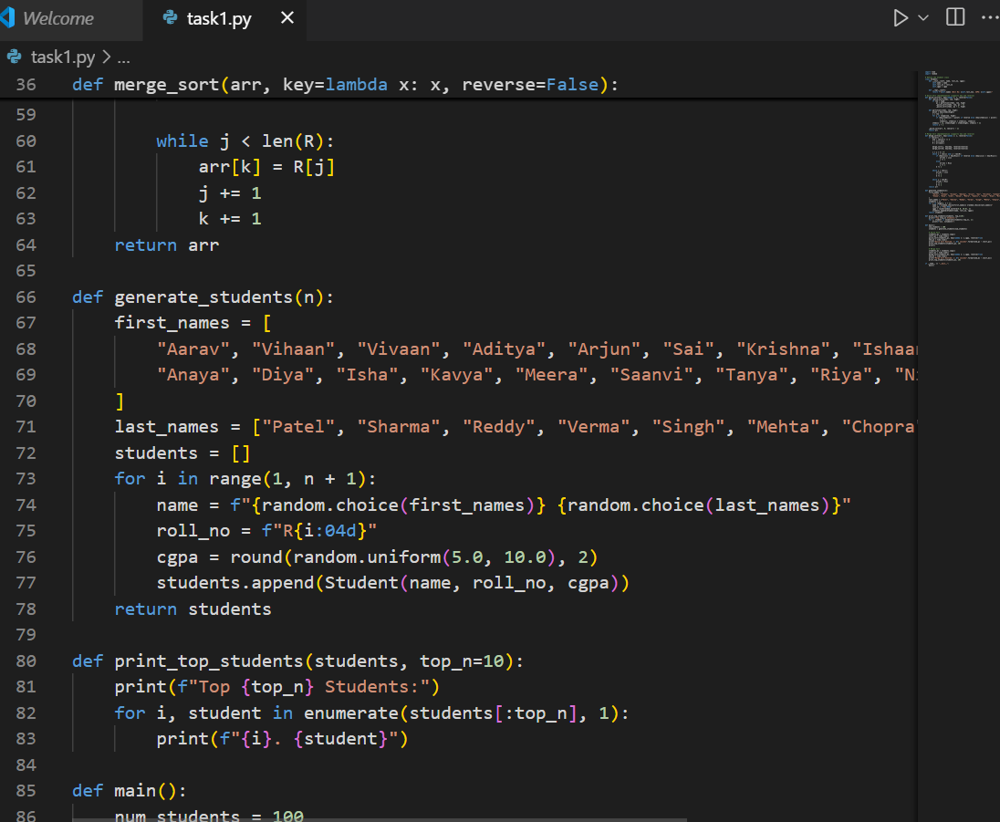 Welcome task1.py
task1.py > ...
36 def merge_sort(arr, key=lambda x: x, reverse=False):
59
60             while j < len(R):
61                 arr[k] = R[j]
62                 j += 1
63                 k += 1
64         return arr
65
66     def generate_students(n):
67         first_names = [
68             "Aarav", "Vihaan", "Vivaan", "Aditya", "Arjun", "Sai", "Krishna", "Ishaan
69             "Anaya", "Diya", "Isha", "Kavya", "Meera", "Saanvi", "Tanya", "Riya", "N
70         ]
71         last_names = ["Patel", "Sharma", "Reddy", "Verma", "Singh", "Mehta", "Chopra"
72         students = []
73         for i in range(1, n + 1):
74             name = f"{random.choice(first_names)} {random.choice(last_names)}"
75             roll_no = f"R{i:04d}"
76             cgpa = round(random.uniform(5.0, 10.0), 2)
77             students.append(Student(name, roll_no, cgpa))
78         return students
79
80     def print_top_students(students, top_n=10):
81         print(f"Top {top_n} Students:")
82         for i, student in enumerate(students[:top_n], 1):
83             print(f"{i}. {student}")
84
85     def main():
86         num_students = 100